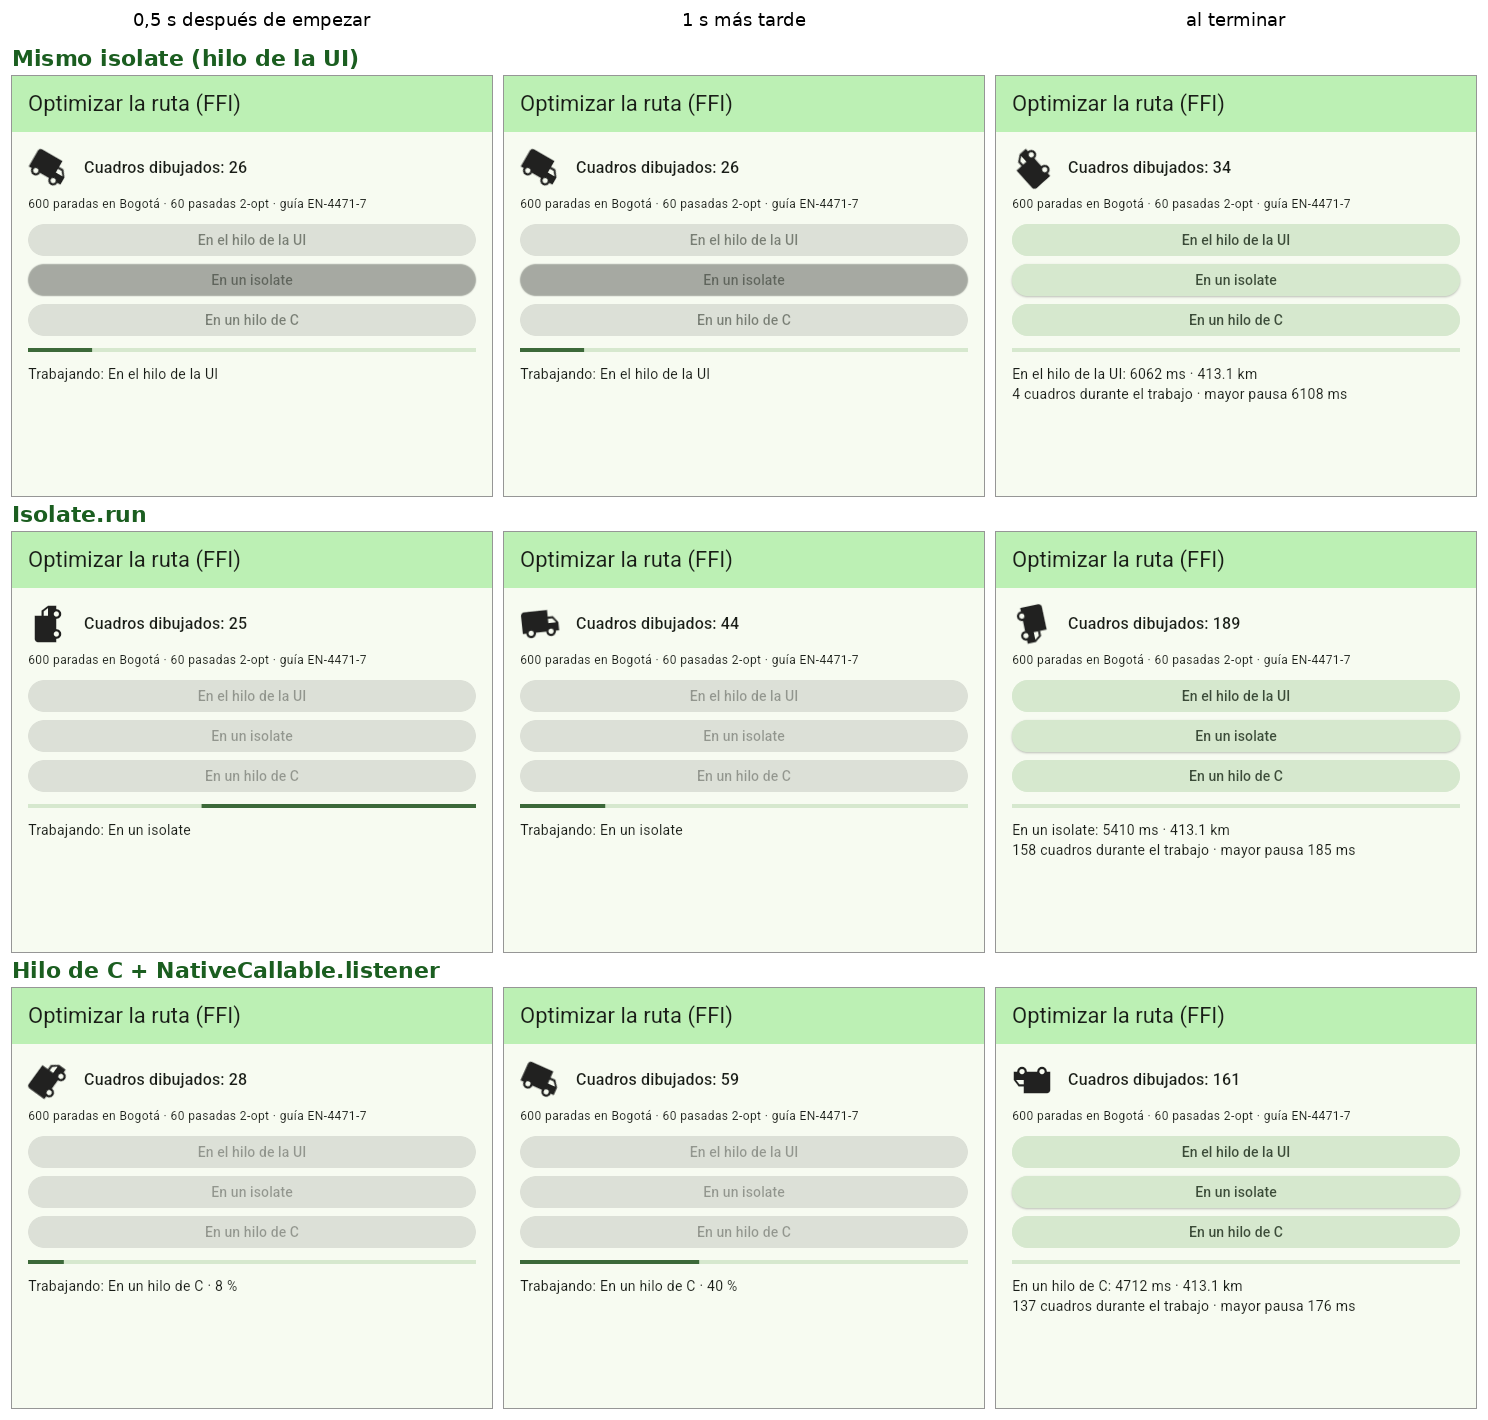 0,5 s después de empezar
1 s más tarde
al terminar
Mismo isolate (hilo de la UI)
Optimizar la ruta (FFI)
Cuadros dibujados: 26
600 paradas en Bogotá · 60 pasadas 2-opt · guía EN-4471-7
En el hilo de la UI
En un isolate
En un hilo de C
Trabajando: En el hilo de la UI
Optimizar la ruta (FFI)
Cuadros dibujados: 26
600 paradas en Bogotá · 60 pasadas 2-opt · guía EN-4471-7
En el hilo de la UI
En un isolate
En un hilo de C
Trabajando: En el hilo de la UI
Optimizar la ruta (FFI)
Cuadros dibujados: 34
600 paradas en Bogotá · 60 pasadas 2-opt · guía EN-4471-7
En el hilo de la UI
En un isolate
En un hilo de C
En el hilo de la UI: 6062 ms · 413.1 km
4 cuadros durante el trabajo · mayor pausa 6108 ms
Isolate.run
Optimizar la ruta (FFI)
Cuadros dibujados: 25
600 paradas en Bogotá · 60 pasadas 2-opt · guía EN-4471-7
En el hilo de la UI
En un isolate
En un hilo de C
Trabajando: En un isolate
Optimizar la ruta (FFI)
Cuadros dibujados: 44
600 paradas en Bogotá · 60 pasadas 2-opt · guía EN-4471-7
En el hilo de la UI
En un isolate
En un hilo de C
Trabajando: En un isolate
Optimizar la ruta (FFI)
Cuadros dibujados: 189
600 paradas en Bogotá · 60 pasadas 2-opt · guía EN-4471-7
En el hilo de la UI
En un isolate
En un hilo de C
En un isolate: 5410 ms · 413.1 km
158 cuadros durante el trabajo · mayor pausa 185 ms
Hilo de C + NativeCallable.listener
Optimizar la ruta (FFI)
Cuadros dibujados: 28
600 paradas en Bogotá · 60 pasadas 2-opt · guía EN-4471-7
En el hilo de la UI
En un isolate
En un hilo de C
Trabajando: En un hilo de C · 8 %
Optimizar la ruta (FFI)
Cuadros dibujados: 59
600 paradas en Bogotá · 60 pasadas 2-opt · guía EN-4471-7
En el hilo de la UI
En un isolate
En un hilo de C
Trabajando: En un hilo de C · 40 %
Optimizar la ruta (FFI)
Cuadros dibujados: 161
600 paradas en Bogotá · 60 pasadas 2-opt · guía EN-4471-7
En el hilo de la UI
En un isolate
En un hilo de C
En un hilo de C: 4712 ms · 413.1 km
137 cuadros durante el trabajo · mayor pausa 176 ms